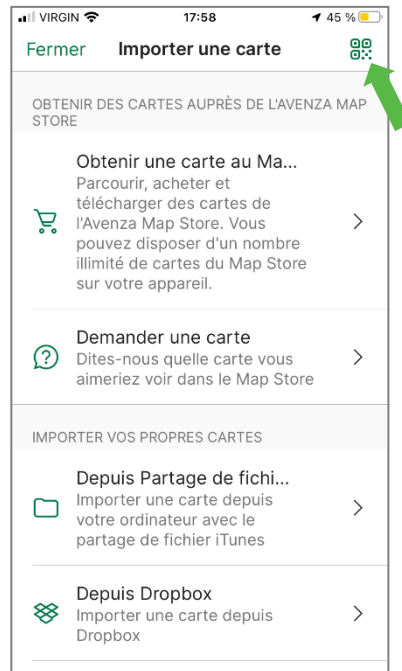 VIRGIN 17:58 45 %
Fermer Importer une carte
OBTENIR DES CARTES AUPRÈS DE L'AVENZA MAP
STORE
Obtenir une carte au Ma...
Parcourir, acheter et
télécharger des cartes de
l'Avenza Map Store. Vous
pouvez disposer d'un nombre
illimité de cartes du Map Store
sur votre appareil.
Demander une carte
Dites-nous quelle carte vous
aimeriez voir dans le Map Store
IMPORTER VOS PROPRES CARTES
Depuis Partage de fichi...
Importer une carte depuis
votre ordinateur avec le
partage de fichier iTunes
Depuis Dropbox
Importer une carte depuis
Dropbox